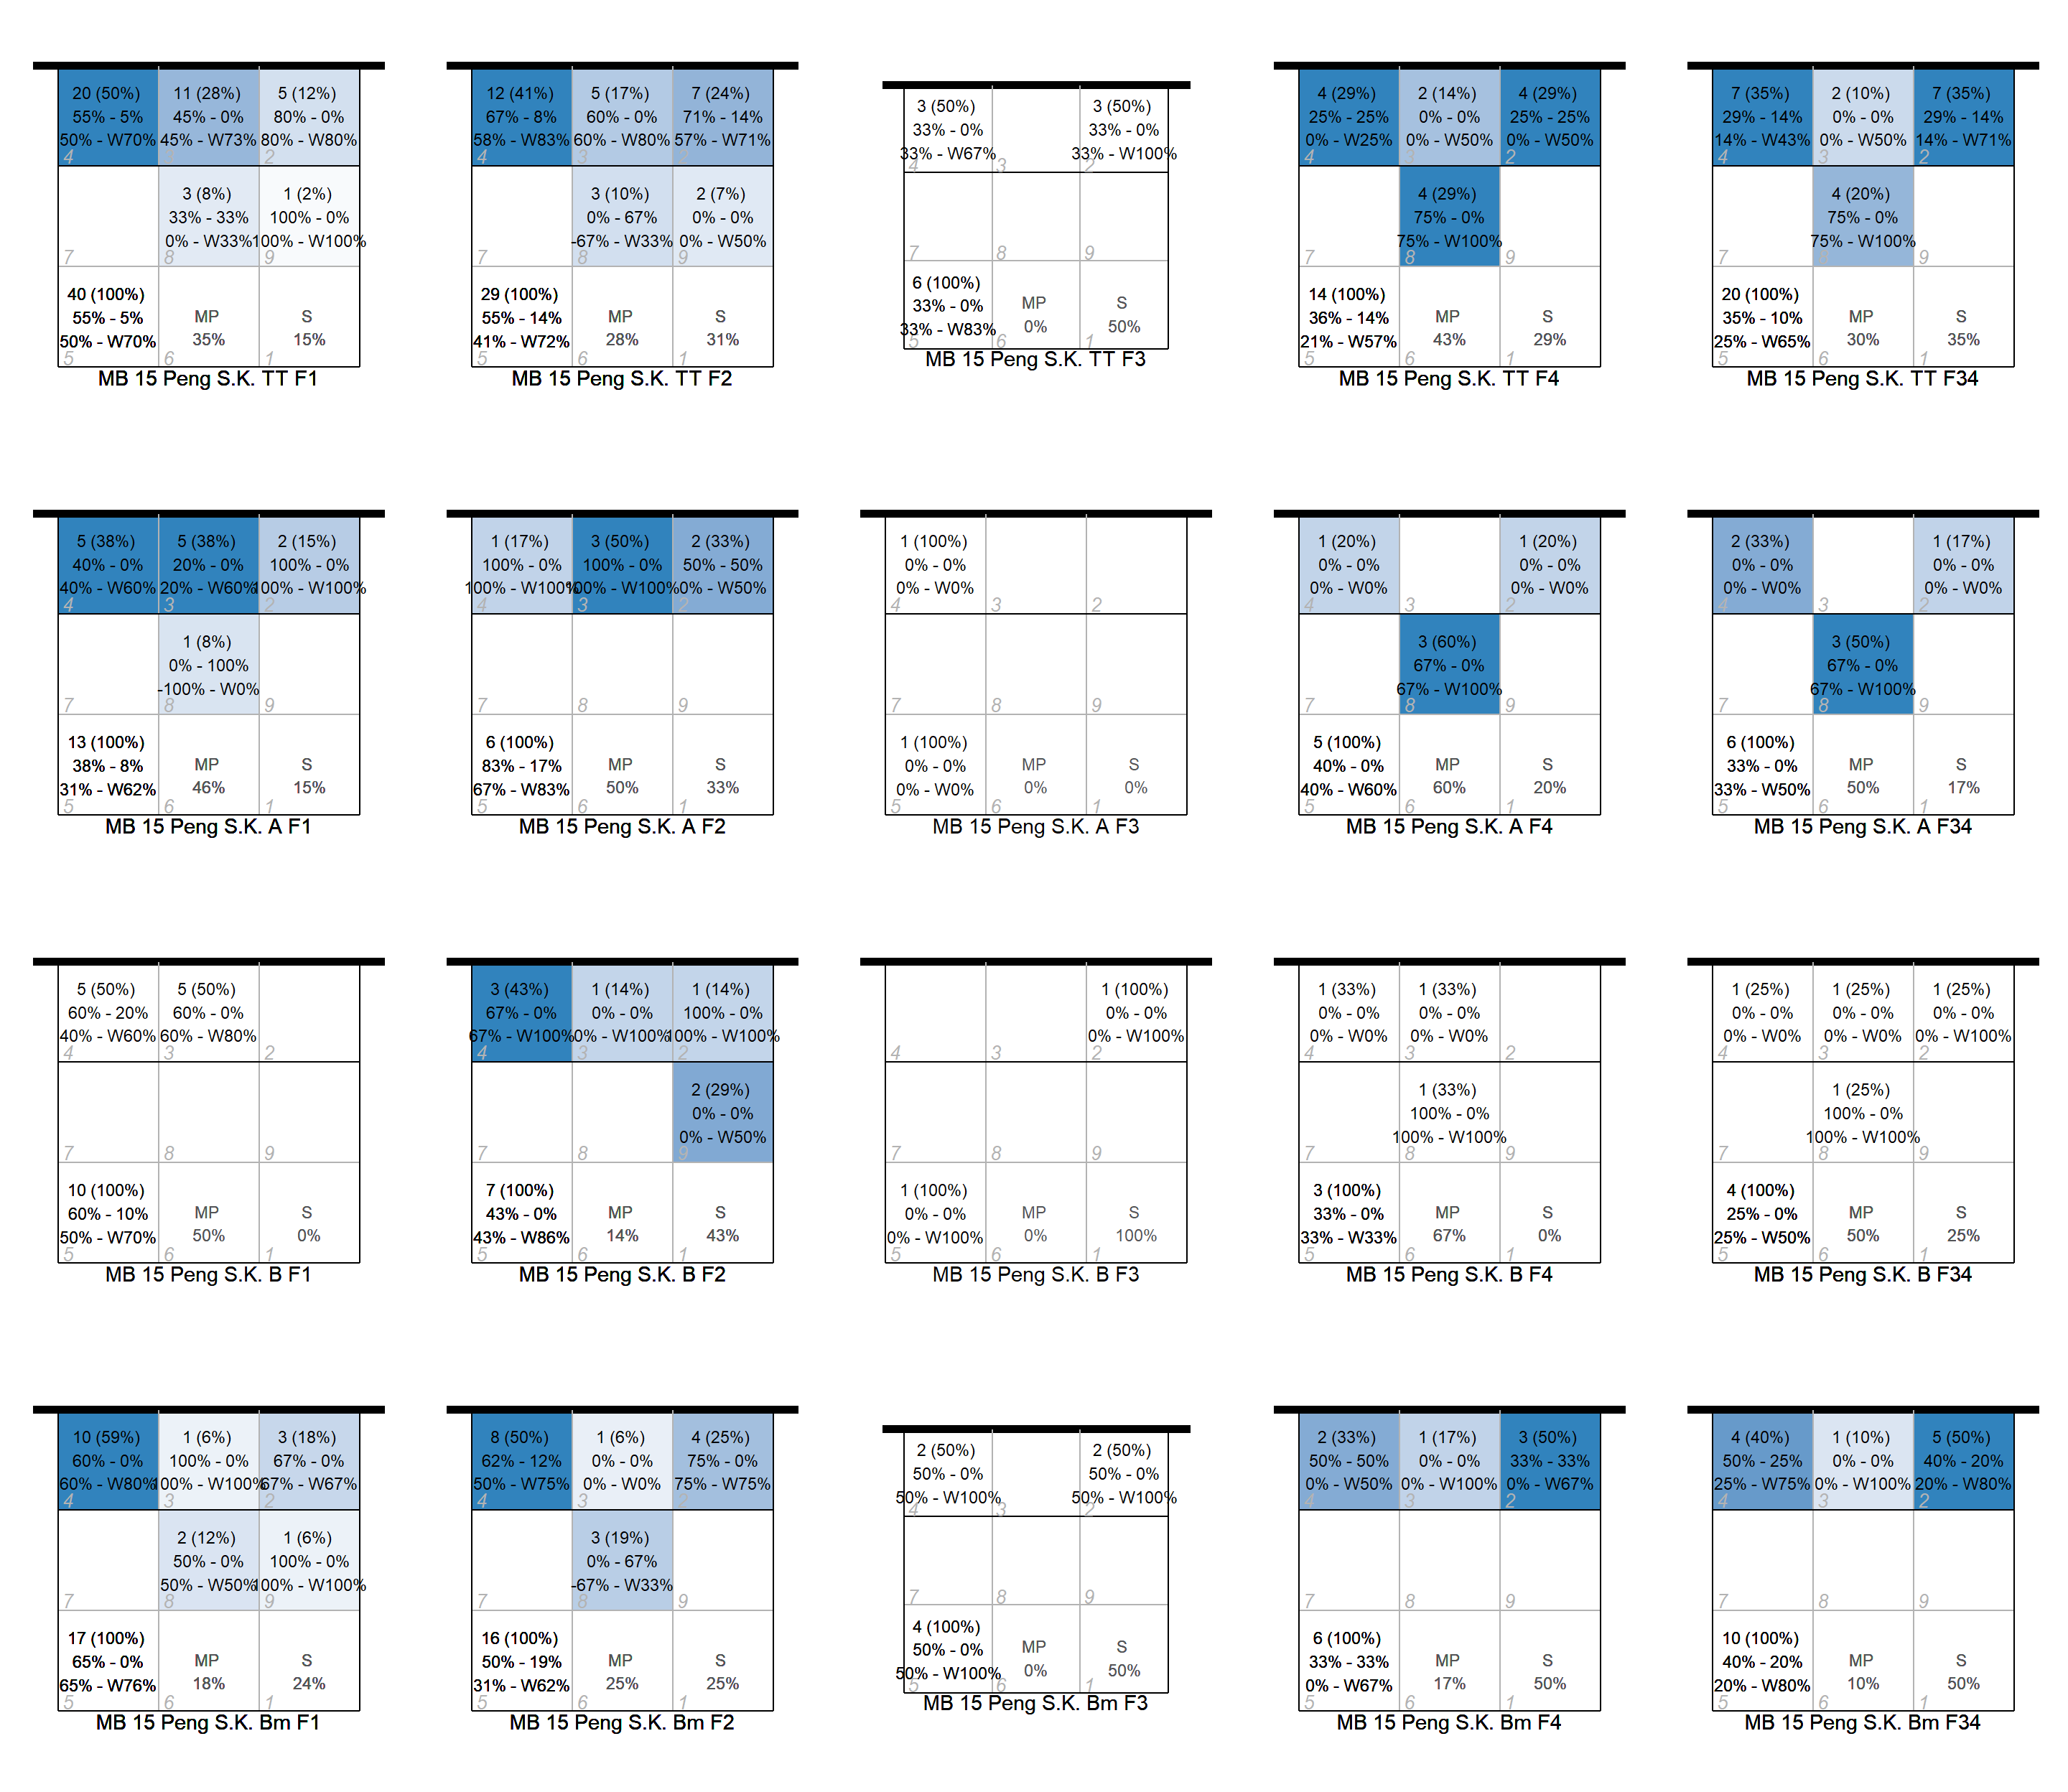 20 (50%)
55% - 5%
50% - W70%
4
11 (28%)
45% - 0%
45% - W73%
5 (12%)
80% - 0%
80% - W80%
2
7
3 (8%)
33% - 33%
0% - W33%
8
1 (2%)
100% - 0%
100% - W100%
9
40 (100%)
55% - 5%
50% - W70%
5
MP
35%
6
S
15%
1
MB 15 Peng S.K. TT F1
12 (41%)
67% - 8%
58% - W83%
4
5 (17%)
60% - 0%
60% - W80%
3
7 (24%)
71% - 14%
57% - W71%
2
7
3 (10%)
0% - 67%
-67% - W33%
8
2 (7%)
0% - 0%
0% - W50%
9
29 (100%)
55% - 14%
41% - W72%
5
MP
28%
6
S
31%
1
MB 15 Peng S.K. TT F2
3 (50%)
33% - 0%
33% - W67%
4
3
3 (50%)
33% - 0%
33% - W100%
2
7
8
9
6 (100%)
33% - 0%
33% - W83%
5
MP
0%
6
S
50%
1
MB 15 Peng S.K. TT F3
4 (29%)
25% - 25%
0% - W25%
4
2 (14%)
0% - 0%
0% - W50%
3
4 (29%)
25% - 25%
0% - W50%
2
7
4 (29%)
75% - 0%
75% - W100%
8
9
14 (100%)
36% - 14%
21% - W57%
5
MP
43%
6
S
29%
1
MB 15 Peng S.K. TT F4
7 (35%)
29% - 14%
14% - W43%
4
2 (10%)
0% - 0%
0% - W50%
3
7 (35%)
29% - 14%
14% - W71%
2
7
4 (20%)
75% - 0%
75% - W100%
8
9
20 (100%)
35% - 10%
25% - W65%
5
MP
30%
6
S
35%
1
MB 15 Peng S.K. TT F34
5 (38%)
40% - 0%
40% - W60%
4
5 (38%)
20% - 0%
20% - W60%
3
2 (15%)
100% - 0%
100% - W100%
2
7
1 (8%)
0% - 100%
-100% - W0%
8
9
13 (100%)
38% - 8%
31% - W62%
5
MP
46%
6
S
15%
1
MB 15 Peng S.K. A F1
1 (17%)
100% - 0%
100% - W100%
4
3 (50%)
100% - 0%
100% - W100%
3
2 (33%)
50% - 50%
0% - W50%
2
7
8
9
6 (100%)
83% - 17%
67% - W83%
5
MP
50%
6
S
33%
1
MB 15 Peng S.K. A F2
1 (100%)
0% - 0%
0% - W0%
4
3
2
7
8
9
1 (100%)
0% - 0%
0% - W0%
5
MP
0%
6
S
0%
1
MB 15 Peng S.K. A F3
1 (20%)
0% - 0%
0% - W0%
4
3
1 (20%)
0% - 0%
0% - W0%
2
7
3 (60%)
67% - 0%
67% - W100%
8
9
5 (100%)
40% - 0%
40% - W60%
5
MP
60%
6
S
20%
1
MB 15 Peng S.K. A F4
2 (33%)
0% - 0%
0% - W0%
4
3
1 (17%)
0% - 0%
0% - W0%
2
7
3 (50%)
67% - 0%
67% - W100%
8
9
6 (100%)
33% - 0%
33% - W50%
5
MP
50%
6
S
17%
1
MB 15 Peng S.K. A F34
5 (50%)
60% - 20%
40% - W60%
4
5 (50%)
60% - 0%
60% - W80%
3
2
7
8
9
10 (100%)
60% - 10%
50% - W70%
5
MP
50%
6
S
0%
1
MB 15 Peng S.K. B F1
3 (43%)
67% - 0%
67% - W100%
4
1 (14%)
0% - 0%
0% - W100%
3
1 (14%)
100% - 0%
100% - W100%
2
7
8
2 (29%)
0% - 0%
0% - W50%
9
7 (100%)
43% - 0%
43% - W86%
5
MP
14%
6
S
43%
1
MB 15 Peng S.K. B F2
4
3
1 (100%)
0% - 0%
0% - W100%
2
7
8
9
1 (100%)
0% - 0%
0% - W100%
5
MP
0%
6
S
100%
1
MB 15 Peng S.K. B F3
1 (33%)
0% - 0%
0% - W0%
4
1 (33%)
0% - 0%
0% - W0%
3
2
7
1 (33%)
100% - 0%
100% - W100%
8
9
3 (100%)
33% - 0%
33% - W33%
5
MP
67%
6
S
0%
1
MB 15 Peng S.K. B F4
1 (25%)
0% - 0%
0% - W0%
4
1 (25%)
0% - 0%
0% - W0%
3
1 (25%)
0% - 0%
0% - W100%
2
7
1 (25%)
100% - 0%
100% - W100%
8
9
4 (100%)
25% - 0%
25% - W50%
5
MP
50%
6
S
25%
1
MB 15 Peng S.K. B F34
10 (59%)
60% - 0%
60% - W80%
4
1 (6%)
100% - 0%
100% - W100%
3
3 (18%)
67% - 0%
67% - W67%
2
7
2 (12%)
50% - 0%
50% - W50%
8
1 (6%)
100% - 0%
100% - W100%
9
17 (100%)
65% - 0%
65% - W76%
5
MP
18%
6
S
24%
1
MB 15 Peng S.K. Bm F1
8 (50%)
62% - 12%
50% - W75%
4
1 (6%)
0% - 0%
0% - W0%
3
4 (25%)
75% - 0%
75% - W75%
2
7
3 (19%)
0% - 67%
-67% - W33%
8
9
16 (100%)
50% - 19%
31% - W62%
5
MP
25%
6
S
25%
1
MB 15 Peng S.K. Bm F2
2 (50%)
50% - 0%
50% - W100%
4
3
2 (50%)
50% - 0%
50% - W100%
2
7
8
9
4 (100%)
50% - 0%
50% - W100%
5
MP
0%
6
S
50%
1
MB 15 Peng S.K. Bm F3
2 (33%)
50% - 50%
0% - W50%
4
1 (17%)
0% - 0%
0% - W100%
3
3 (50%)
33% - 33%
0% - W67%
2
7
8
9
6 (100%)
33% - 33%
0% - W67%
5
MP
17%
6
S
50%
1
MB 15 Peng S.K. Bm F4
4 (40%)
50% - 25%
25% - W75%
4
1 (10%)
0% - 0%
0% - W100%
3
5 (50%)
40% - 20%
20% - W80%
2
7
8
9
10 (100%)
40% - 20%
20% - W80%
5
MP
10%
6
S
50%
1
MB 15 Peng S.K. Bm F34